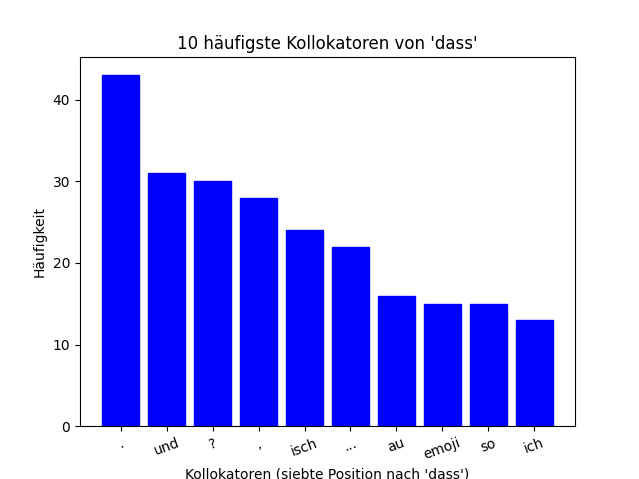 10 häufigste Kollokatoren von 'dass'
Häufigkeit
40
30
20
10
0
. und ? , isch ... au emoji so ich
Kollokatoren (siebte Position nach 'dass')